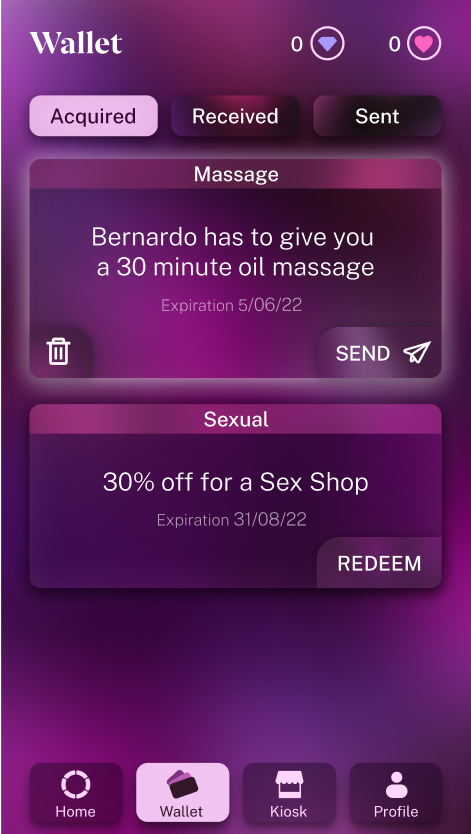 Wallet
0
0
Acquired
Received
Sent
Massage
Bernardo has to give you
a 30 minute oil massage
Expiration 5/06/22
SEND
Sexual
30% off for a Sex Shop
Expiration 31/08/22
REDEEM
Home
Wallet
Kiosk
Profile